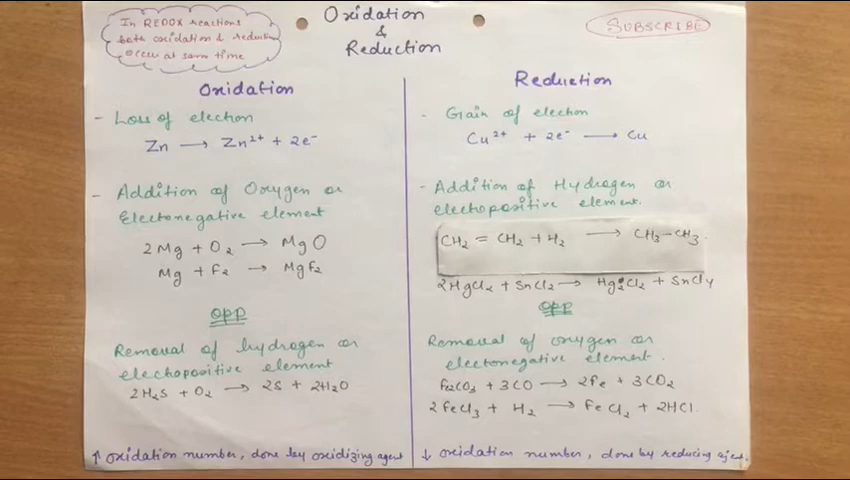 In REDOX reactions
both oxidation & reduction
occur at same time
Oxidation
&
Reduction
SUBSCRIBE
Oxidation
- Loss of electron
Zn → Zn²⁺ + 2e⁻
- Addition of Oxygen or
Electonegative element
2Mg + O₂ → MgO
Mg + F₂ → MgF₂
OPP
Removal of hydrogen or
electropositive element
2H₂S + O₂ → 2S + 2H₂O
↑ oxidation number, done by oxidizing agent
Reduction
- Gain of electron
Cu²⁺ + 2e⁻ → Cu
- Addition of Hydrogen or
electropositive element.
CH₂ = CH₂ + H₂ → CH₃-CH₃.
2HgCl₂ + SnCl₂ → Hg₂Cl₂ + SnCl₄
OPP
Removal of oxygen or
electonegative element.
+ 3CO → 2Fe + 3CO₂
2FeCl₃ + H₂ → FeCl₂ + 2HCl.
↓ oxidation number, done by reducing agent.